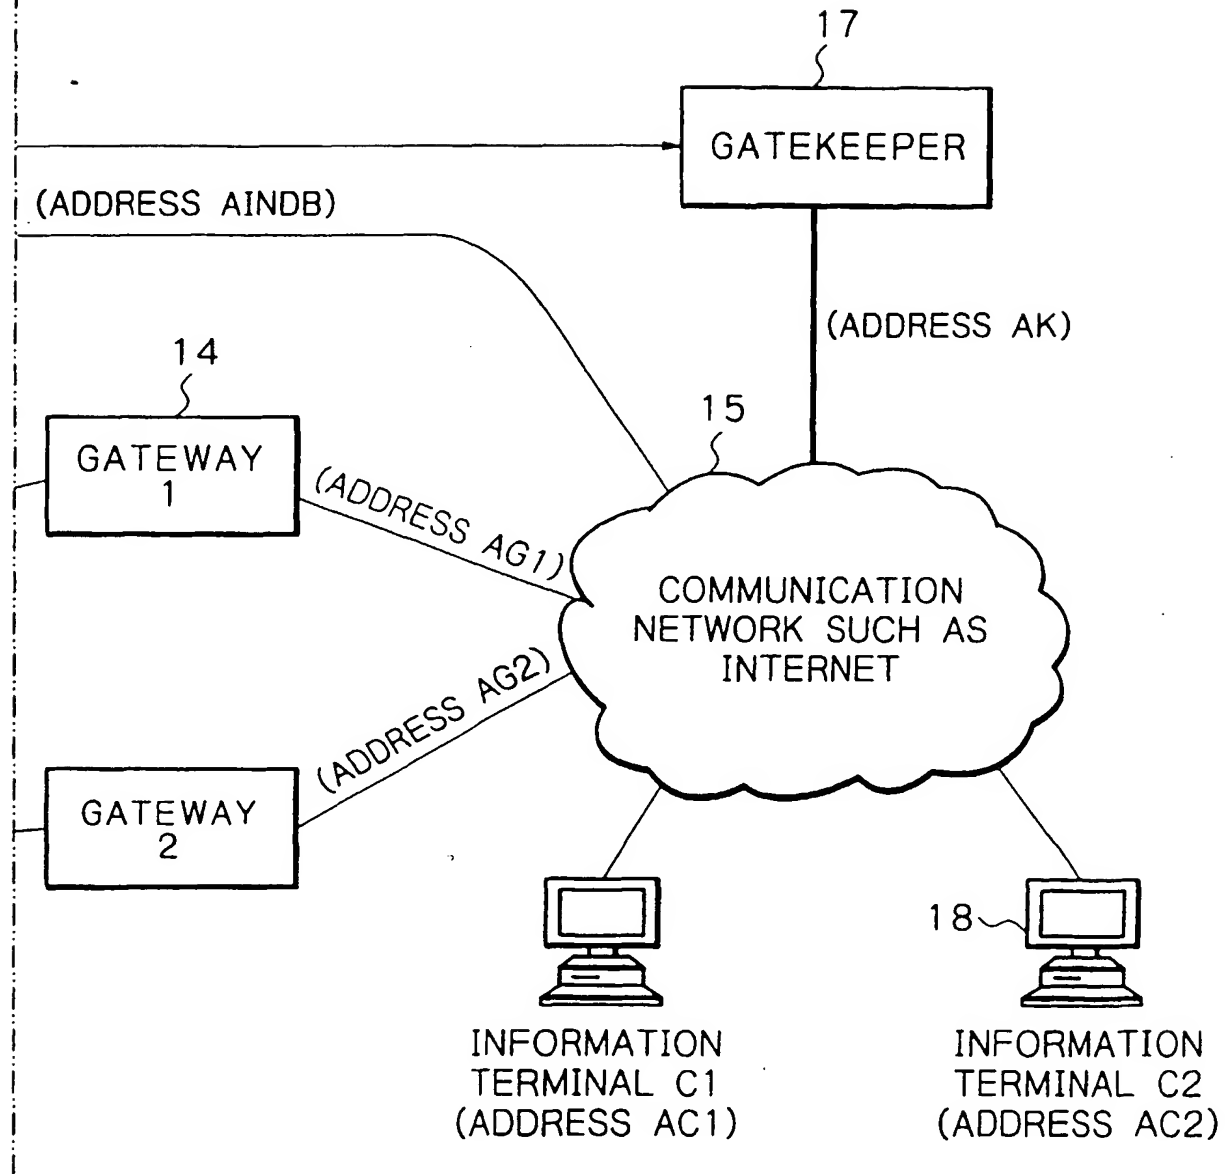 17
GATEKEEPER
(ADDRESS AINDB)
(ADDRESS AK)
14
GATEWAY
1
(ADDRESS AG1)
15
COMMUNICATION
NETWORK SUCH AS
INTERNET
(ADDRESS AG2)
GATEWAY
2
18
INFORMATION
TERMINAL C1
(ADDRESS AC1)
INFORMATION
TERMINAL C2
(ADDRESS AC2)